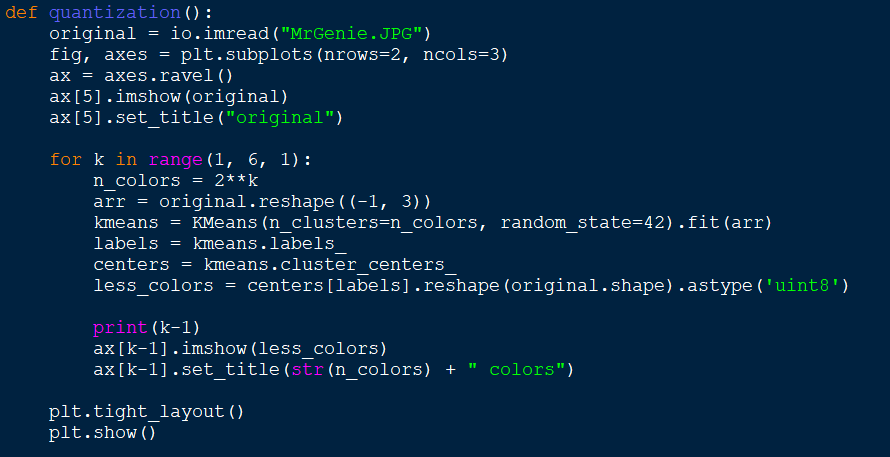 def quantization():
    original = io.imread("MrGenie.JPG")
    fig, axes = plt.subplots(nrows=2, ncols=3)
    ax = axes.ravel()
    ax[5].imshow(original)
    ax[5].set_title("original")

    for k in range(1, 6, 1):
        n_colors = 2**k
        arr = original.reshape((-1, 3))
        kmeans = KMeans(n_clusters=n_colors, random_state=42).fit(arr)
        labels = kmeans.labels_
        centers = kmeans.cluster_centers_
        less_colors = centers[labels].reshape(original.shape).astype('uint8')

        print(k-1)
        ax[k-1].imshow(less_colors)
        ax[k-1].set_title(str(n_colors) + " colors")

    plt.tight_layout()
    plt.show()